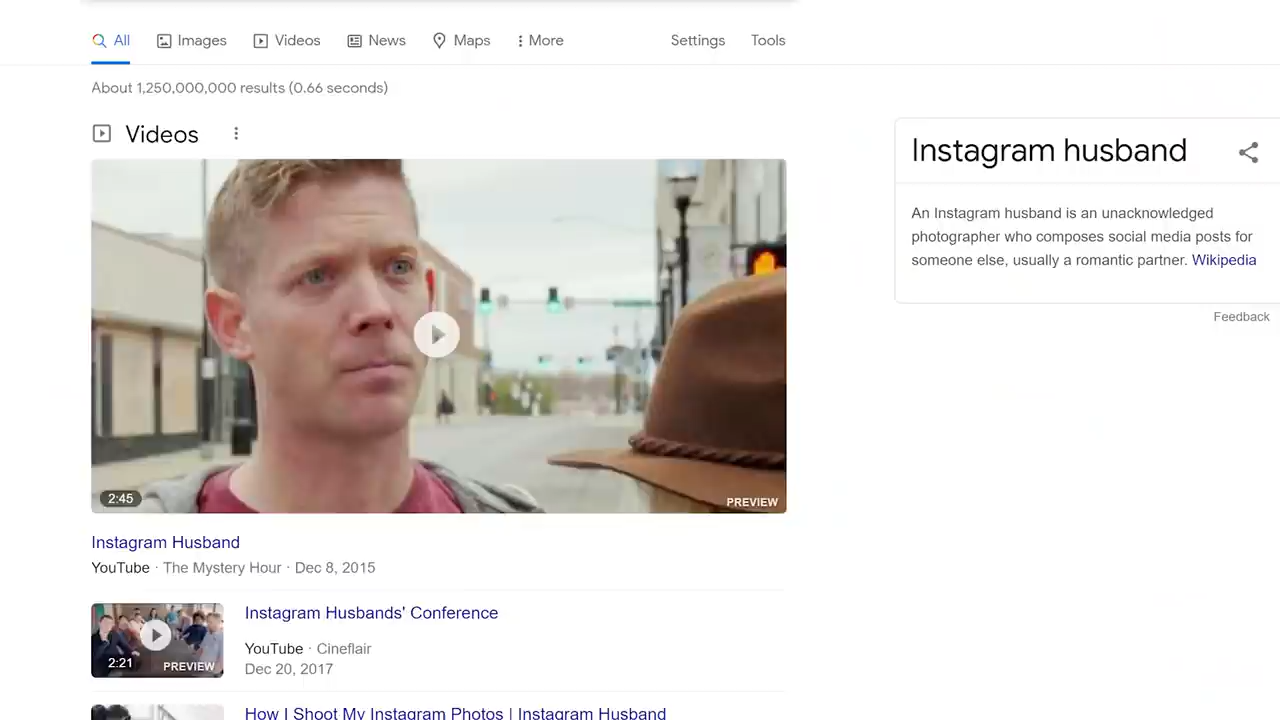 All Images Videos News Maps More Settings Tools
About 1,250,000,000 results (0.66 seconds)
Videos
2:45
PREVIEW
Instagram Husband
YouTube · The Mystery Hour · Dec 8, 2015
2:21
PREVIEW
Instagram Husbands' Conference
YouTube · Cineflair
Dec 20, 2017
How I Shoot My Instagram Photos | Instagram Husband
Instagram husband
An Instagram husband is an unacknowledged
photographer who composes social media posts for
someone else, usually a romantic partner. Wikipedia
Feedback